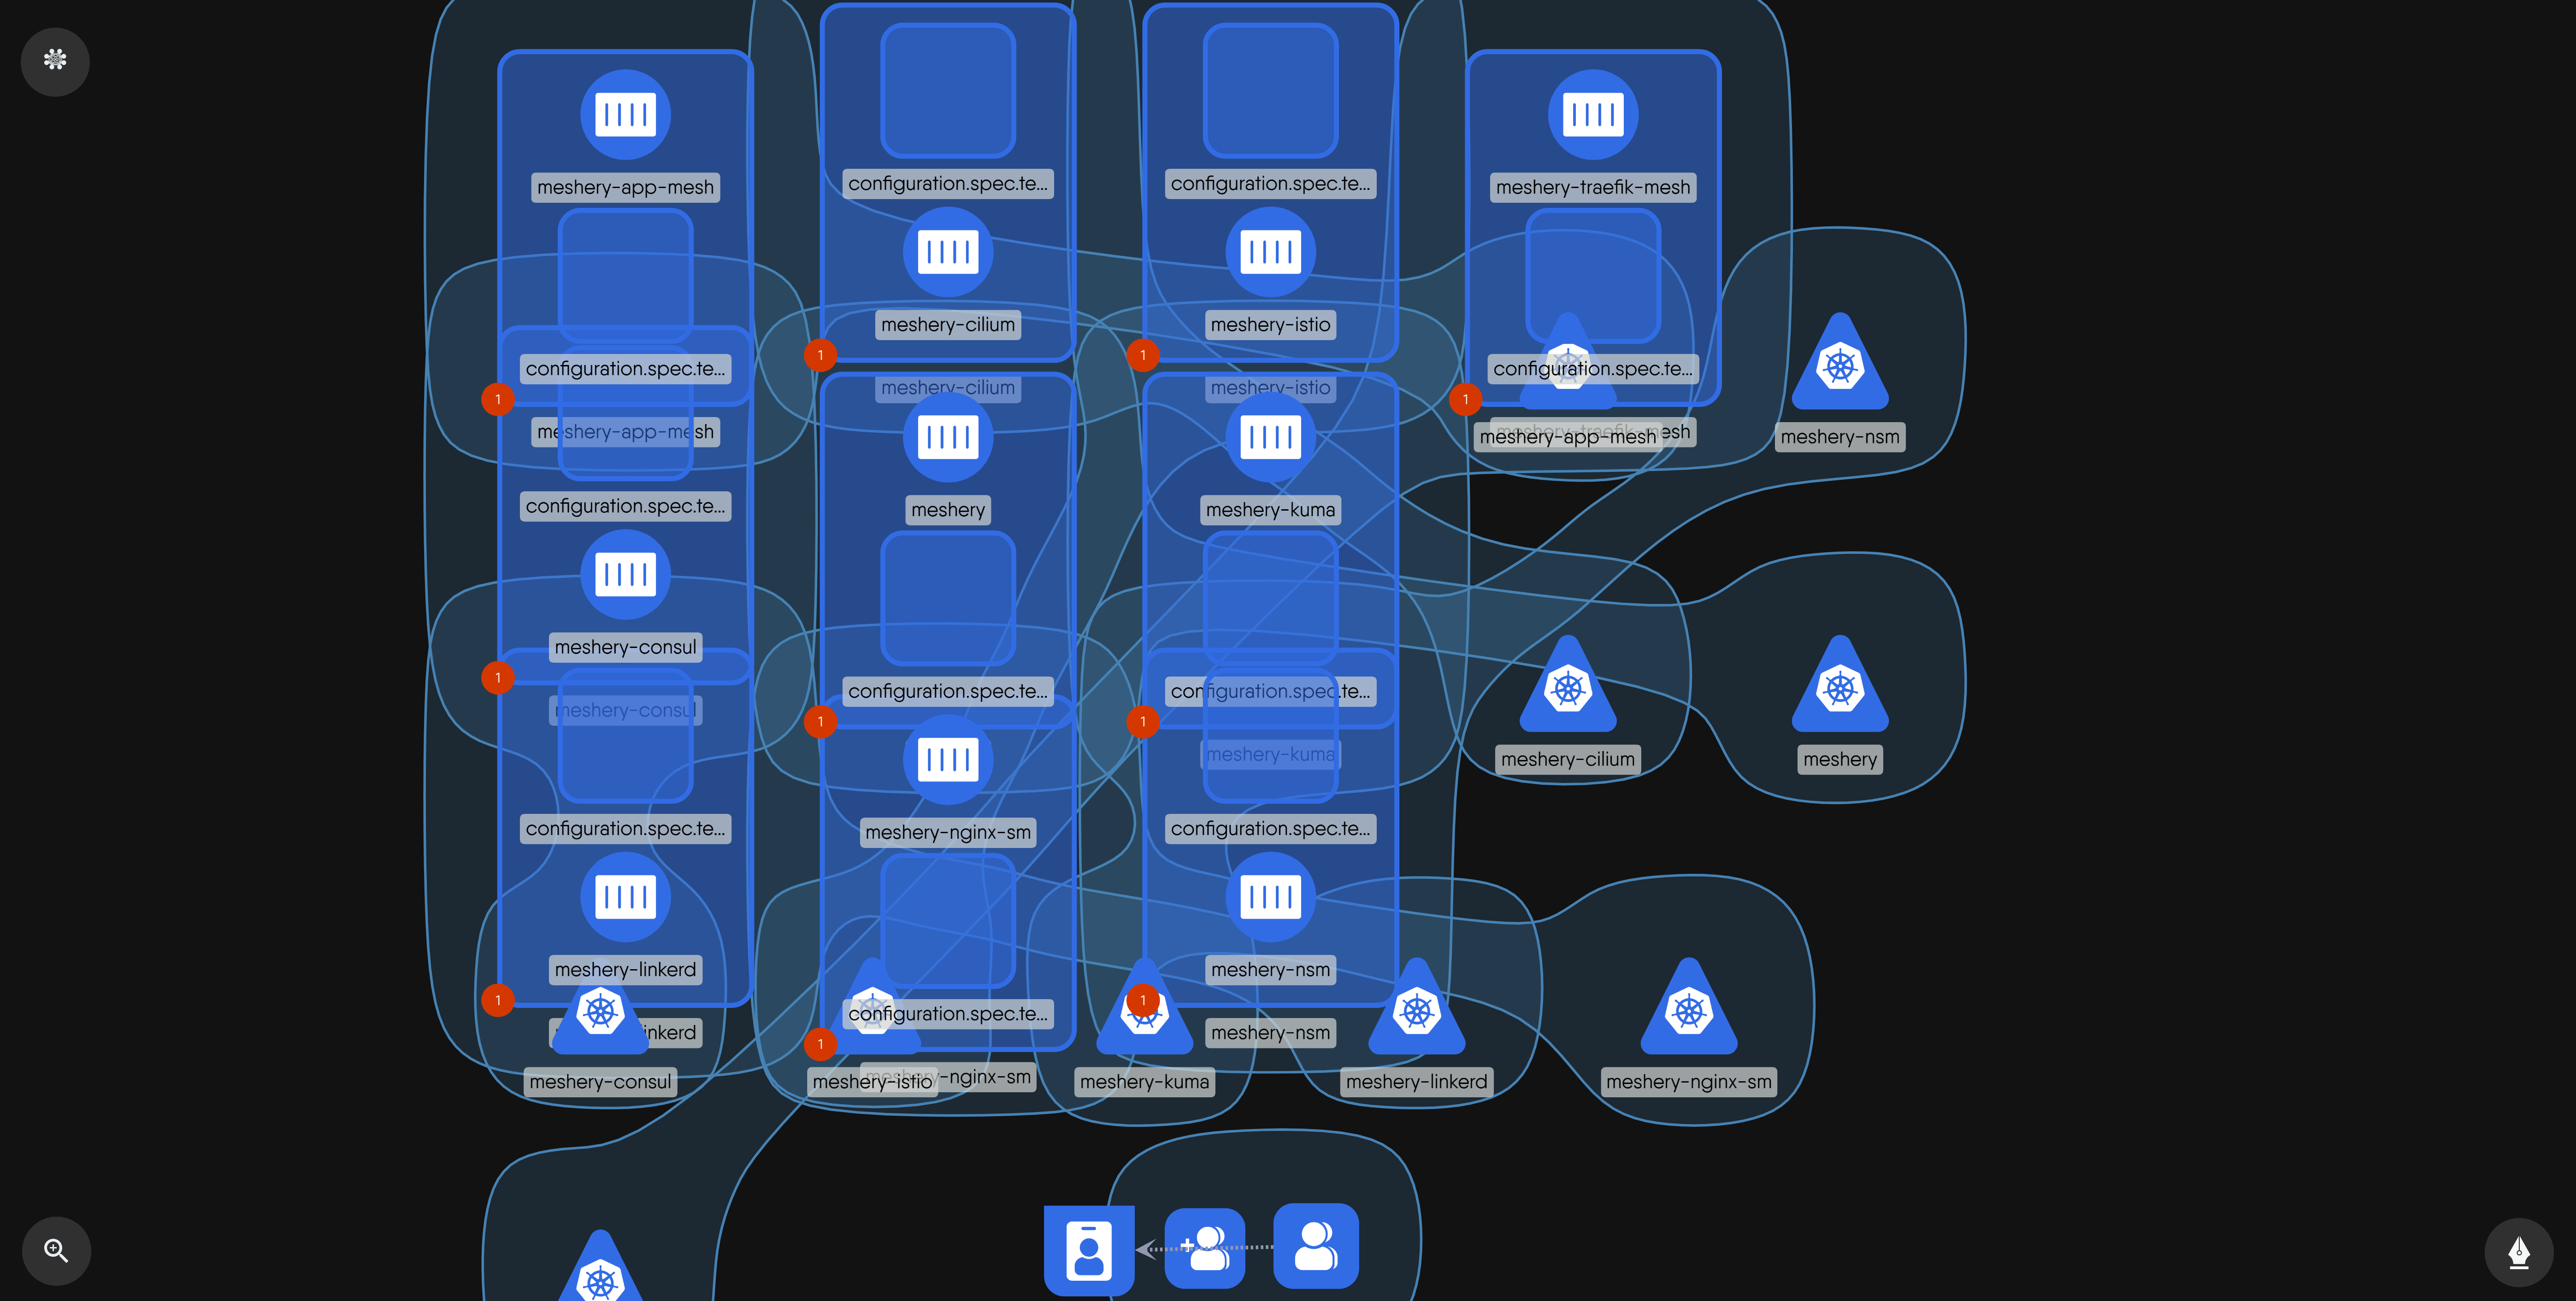 meshery-app-mesh
configuration.spec.te...
configuration.spec.te...
meshery-traefik-mesh
meshery-cilium
meshery-istio
1
1
configuration.spec.te...
configuration.spec.te...
1
1
meshery-cilium
meshery-istio
meshery-app-mesh
meshery-app-mesh
meshery-nsm
configuration.spec.te...
meshery
meshery-kuma
meshery-consul
1
configuration.spec.te...
configuration.spec.te...
meshery-consul
1
1
meshery-kuma
meshery-cilium
meshery
configuration.spec.te...
meshery-nginx-sm
configuration.spec.te...
meshery-linkerd
meshery-nsm
1
1
configuration.spec.te...
inkerd
meshery-nsm
1
meshery-consul
meshery-istio
-nginx-sm
meshery-kuma
meshery-linkerd
meshery-nginx-sm